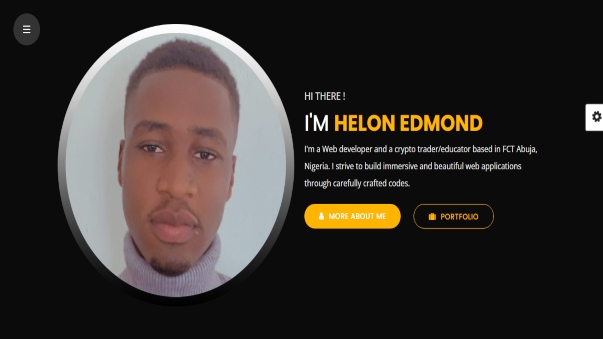 HI THERE !
I'M HELON EDMOND
I'm a Web developer and a crypto trader/educator based in FCT Abuja,
Nigeria. I strive to build immersive and beautiful web applications
through carefully crafted codes.
MORE ABOUT ME
PORTFOLIO